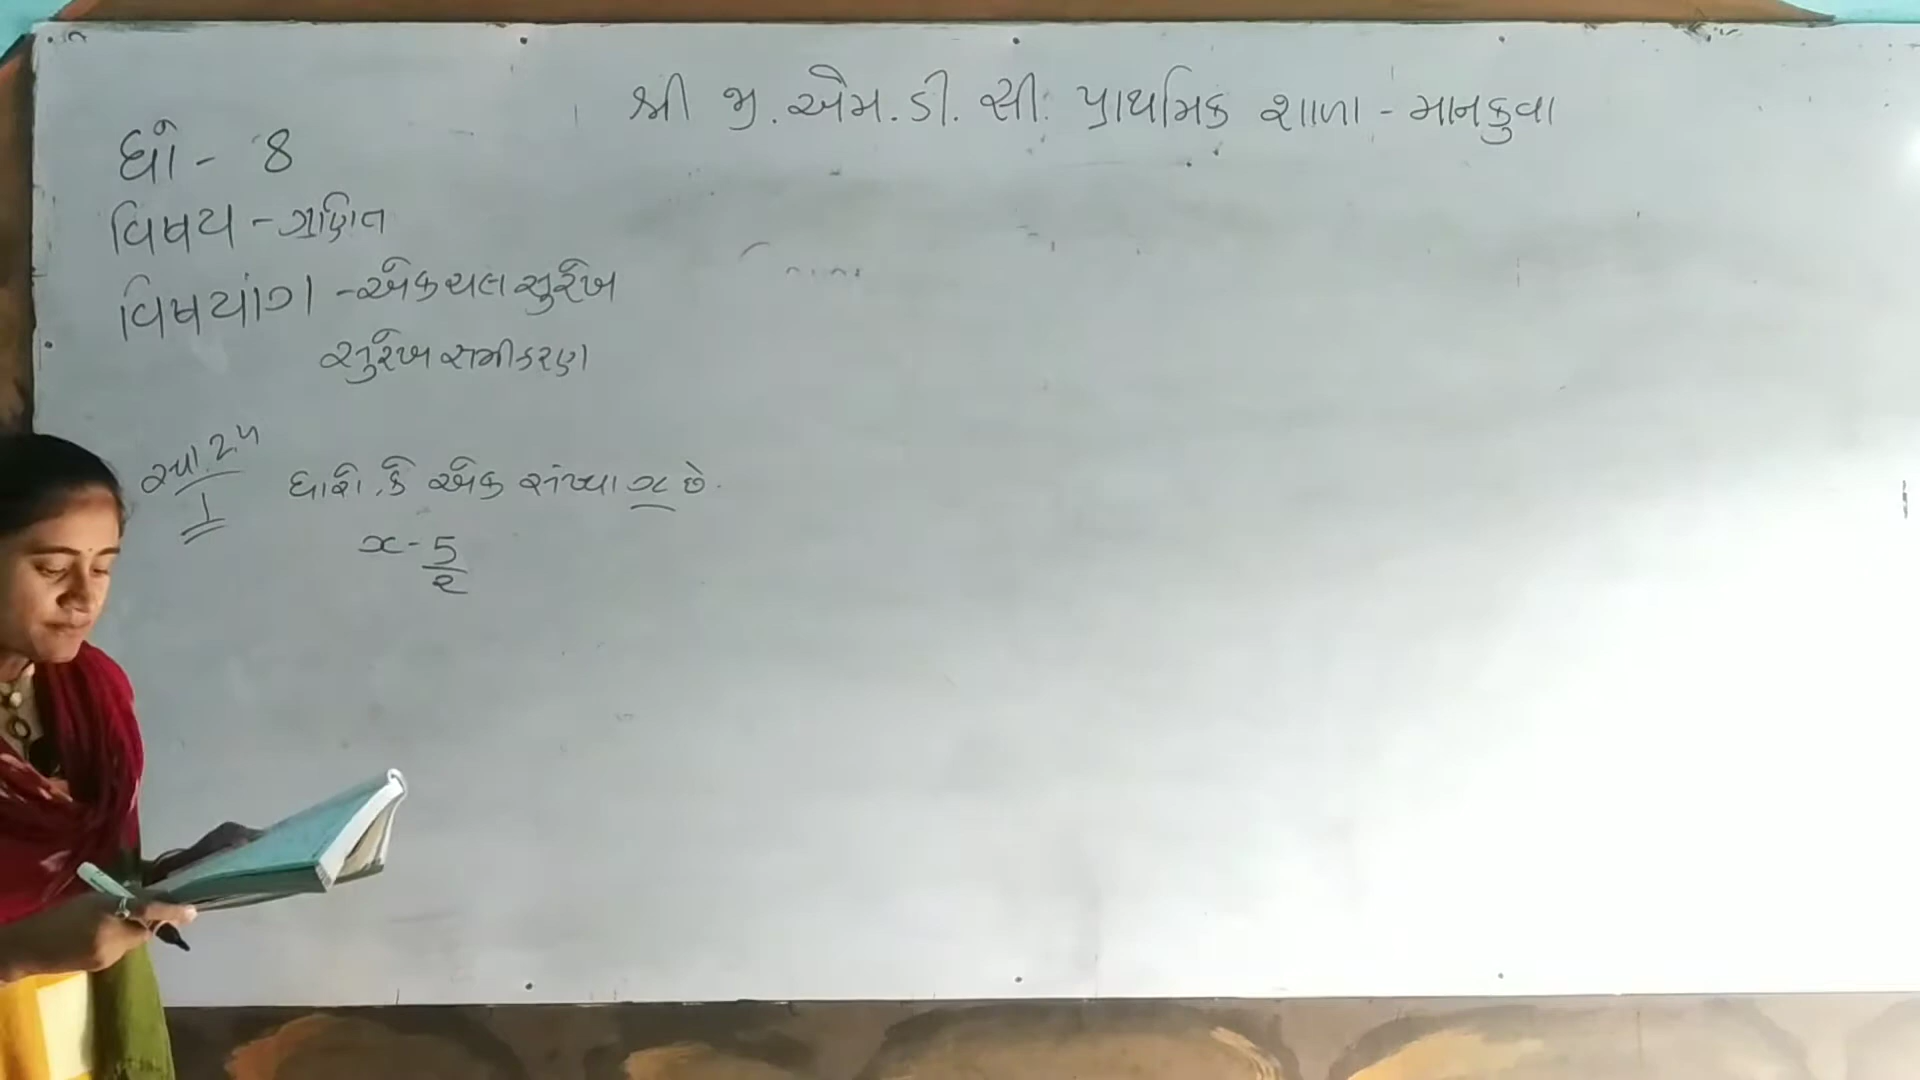 શ્રી જી. એમ. ડી. સી. પ્રાથમિક શાળા - માનકુવા
ધો - 8
વિષય - ગણિત
વિષયાંગ - એકચલ સુરેખ
સુરેખ સમીકરણ
સ્વા. 2.4
1
ધારો કે એક સંખ્યા x છે.
x - 5/2